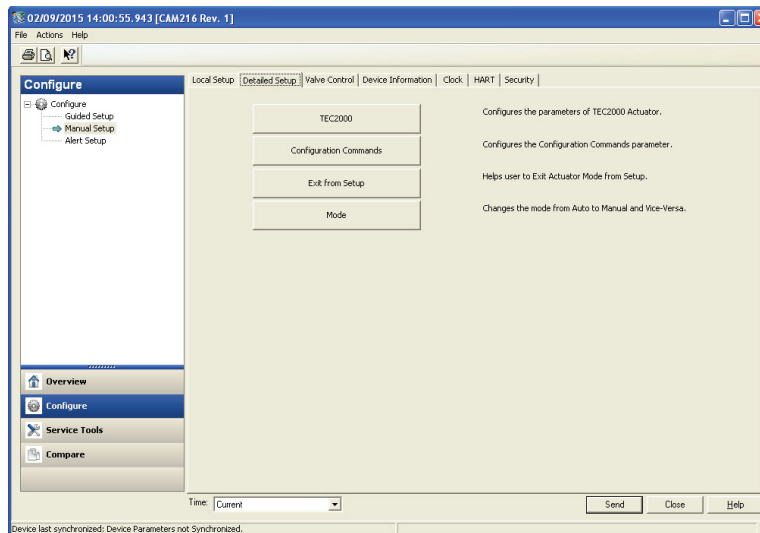 02/09/2015 14:00:55.943 [CAM216 Rev. 1]
File Actions Help
Configure
Configure
Guided Setup
Manual Setup
Alert Setup
Overview
Configure
Service Tools
Compare
Local Setup Detailed Setup Valve Control Device Information Clock HART Security
TEC2000 Configures the parameters of TEC2000 Actuator.
Configuration Commands Configures the Configuration Commands parameter.
Exit from Setup Helps user to Exit Actuator Mode from Setup.
Mode Changes the mode from Auto to Manual and Vice-Versa.
Time: Current Send Close Help
Device last synchronized: Device Parameters not Synchronized.